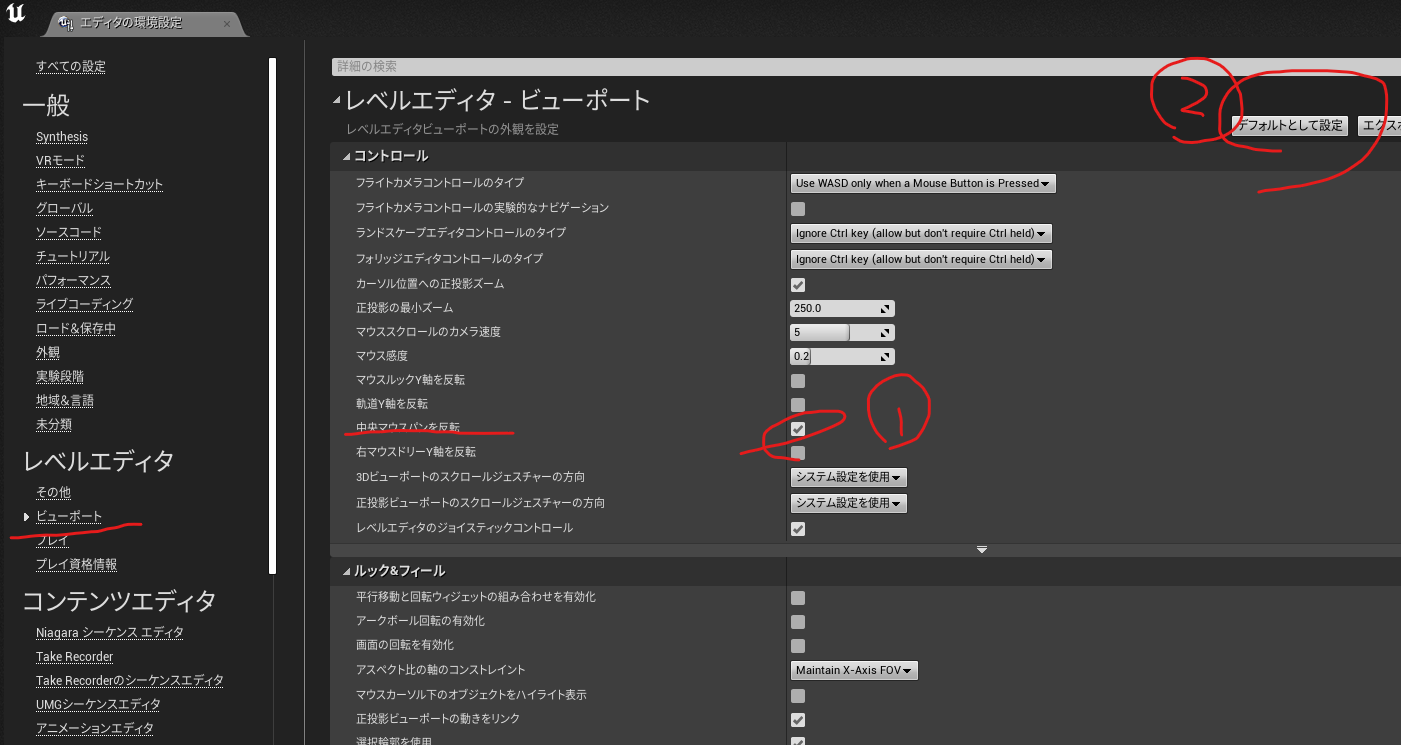 エディタの環境設定
すべての設定
一般
Synthesis
VRモード
キーボードショートカット
グローバル
ソースコード
チュートリアル
パフォーマンス
ライブコーディング
ロード&保存中
外観
実験段階
地域&言語
未分類
レベルエディタ
その他
ビューポート
プレイ
プレイ資格情報
コンテンツエディタ
Niagara シーケンス エディタ
Take Recorder
Take Recorderのシーケンスエディタ
UMGシーケンスエディタ
アニメーションエディタ
詳細の検索
レベルエディタ - ビューポート
レベルエディタビューポートの外観を設定
2
デフォルトとして設定
エクスポ
コントロール
フライトカメラコントロールのタイプ
Use WASD only when a Mouse Button is Pressed
フライトカメラコントロールの実験的なナビゲーション
ランドスケープエディタコントロールのタイプ
Ignore Ctrl key (allow but don't require Ctrl held)
フォリッジエディタコントロールのタイプ
Ignore Ctrl key (allow but don't require Ctrl held)
カーソル位置への正投影ズーム
正投影の最小ズーム
250.0
マウススクロールのカメラ速度
5
マウス感度
0.2
マウスルックY軸を反転
軌道Y軸を反転
中央マウスパンを反転
1
右マウスドリーY軸を反転
3Dビューポートのスクロールジェスチャーの方向
システム設定を使用
正投影ビューポートのスクロールジェスチャーの方向
システム設定を使用
レベルエディタのジョイスティックコントロール
ルック&フィール
平行移動と回転ウィジェットの組み合わせを有効化
アークボール回転の有効化
画面の回転を有効化
アスペクト比の軸のコンストレイント
Maintain X-Axis FOV
マウスカーソル下のオブジェクトをハイライト表示
正投影ビューポートの動きをリンク
選択輪郭を使用